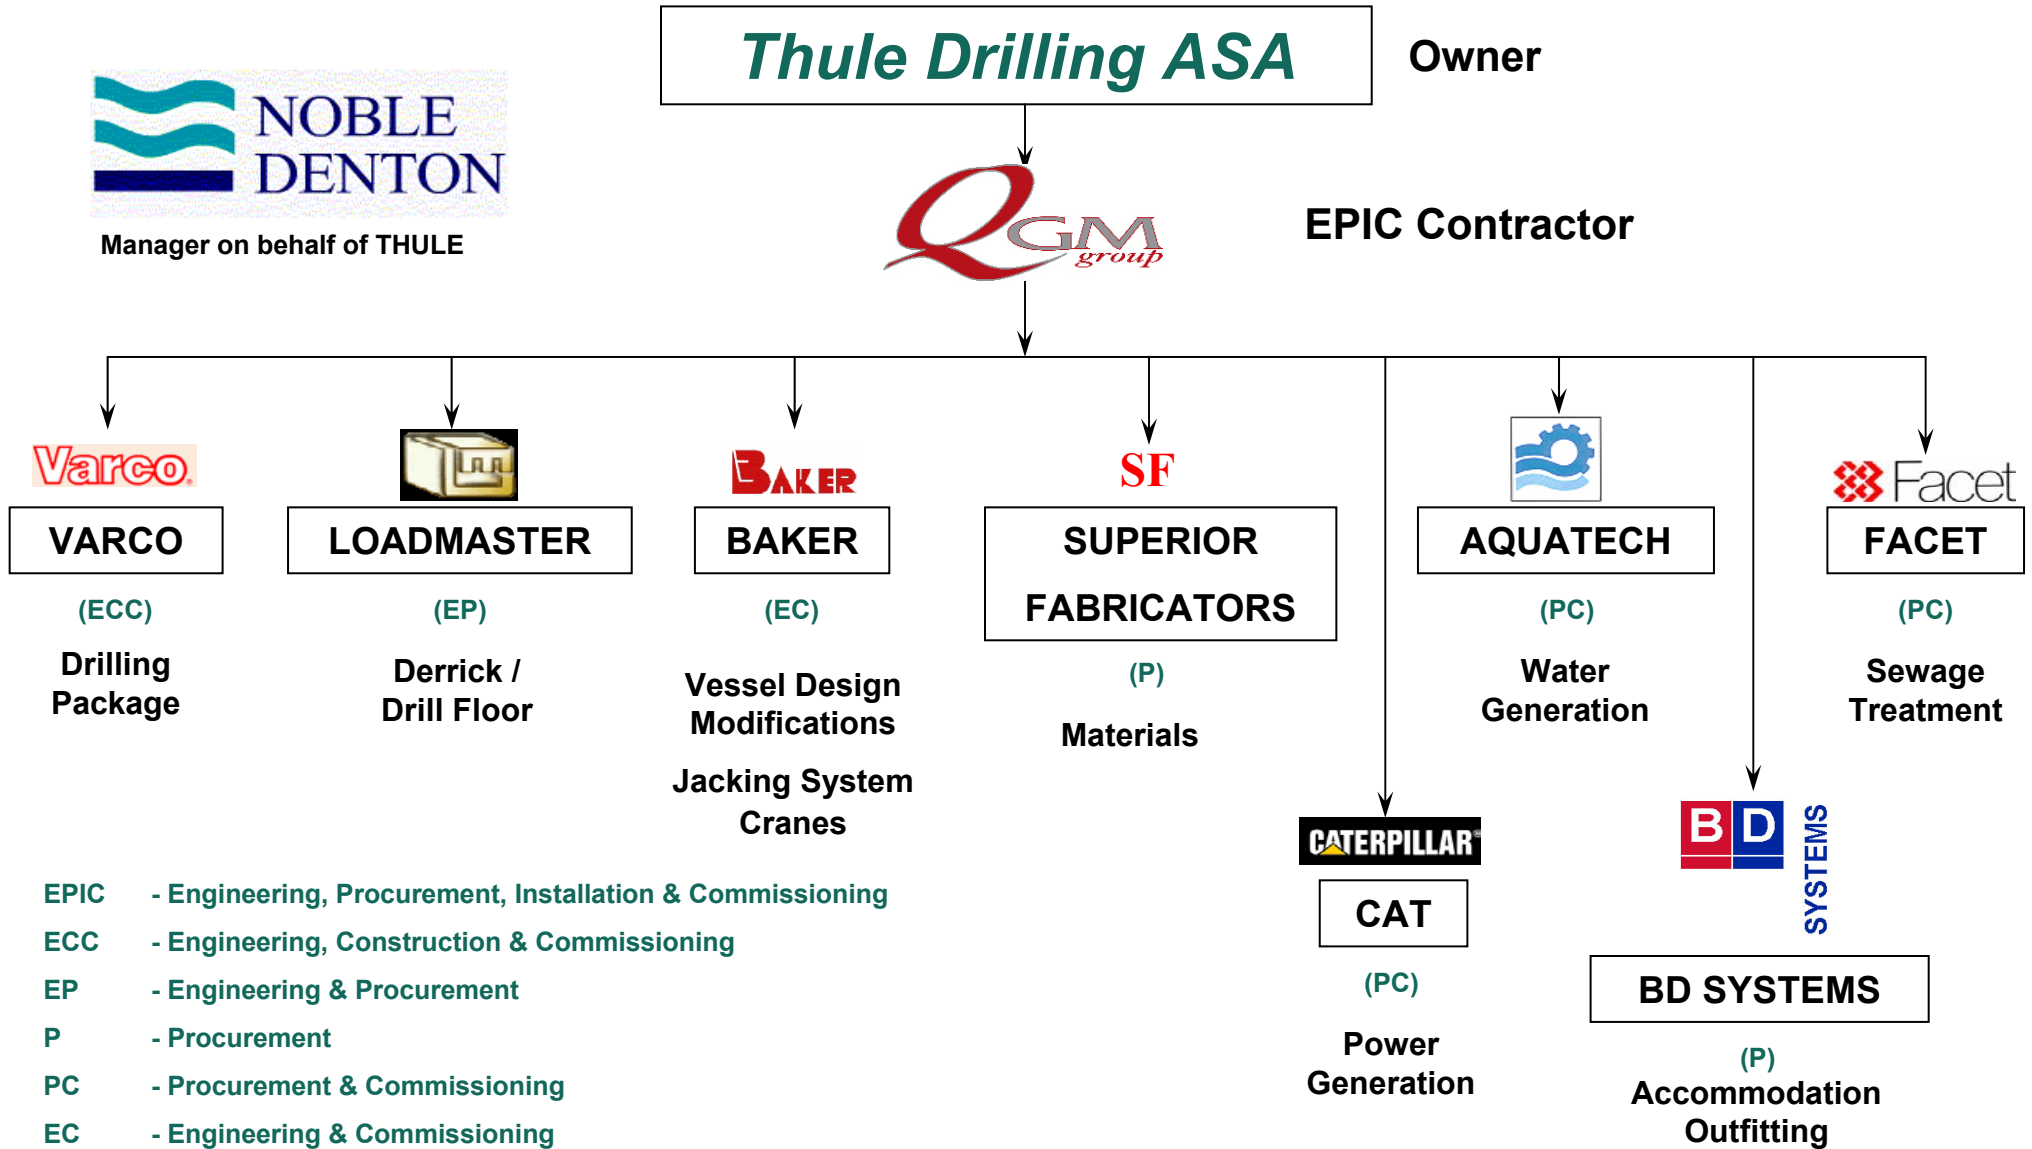 Thule Drilling ASA
Owner
NOBLE
DENTON
Manager on behalf of THULE
QGM
group
EPIC Contractor
Varco®
VARCO
(ECC)
Drilling
Package
LOADMASTER
(EP)
Derrick /
Drill Floor
BAKER
BAKER
(EC)
Vessel Design
Modifications
Jacking System
Cranes
SF
SUPERIOR
FABRICATORS
(P)
Materials
CATERPILLAR®
CAT
(PC)
Power
Generation
AQUATECH
(PC)
Water
Generation
BD
SYSTEMS
BD SYSTEMS
(P)
Accommodation
Outfitting
Facet
FACET
(PC)
Sewage
Treatment
EPIC - Engineering, Procurement, Installation & Commissioning
ECC - Engineering, Construction & Commissioning
EP - Engineering & Procurement
P - Procurement
PC - Procurement & Commissioning
EC - Engineering & Commissioning